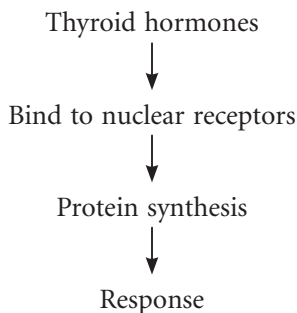 Thyroid hormones
Bind to nuclear receptors
Protein synthesis
Response